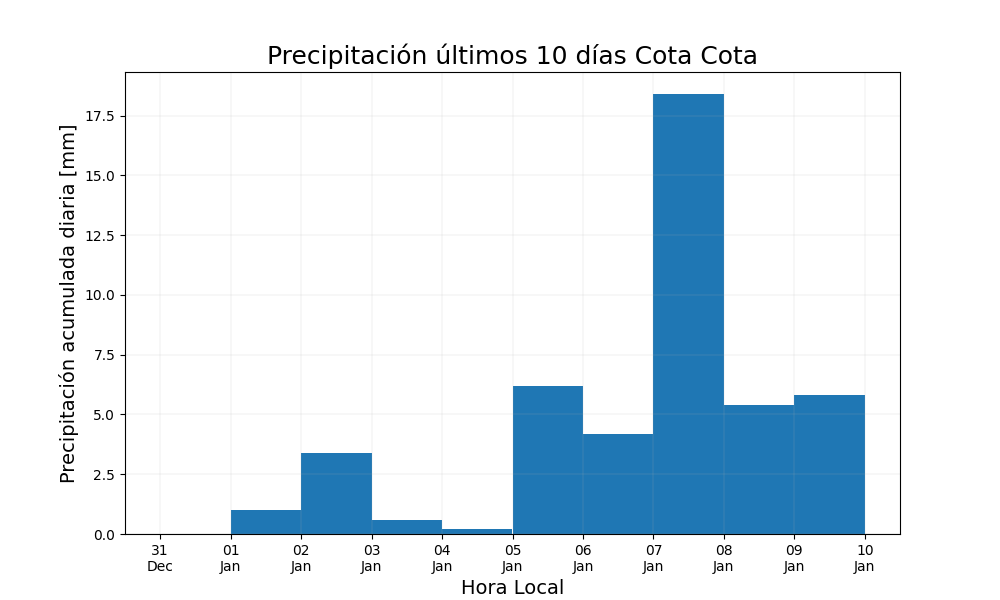 Precipitación últimos 10 días Cota Cota
Precipitación acumulada diaria [mm]
17.5
15.0
12.5
10.0
7.5
5.0
2.5
0.0
31 01 02 03 04 05 06 07 08 09 10
Dec Jan Jan Jan Jan Jan Jan Jan Jan Jan Jan
Hora Local